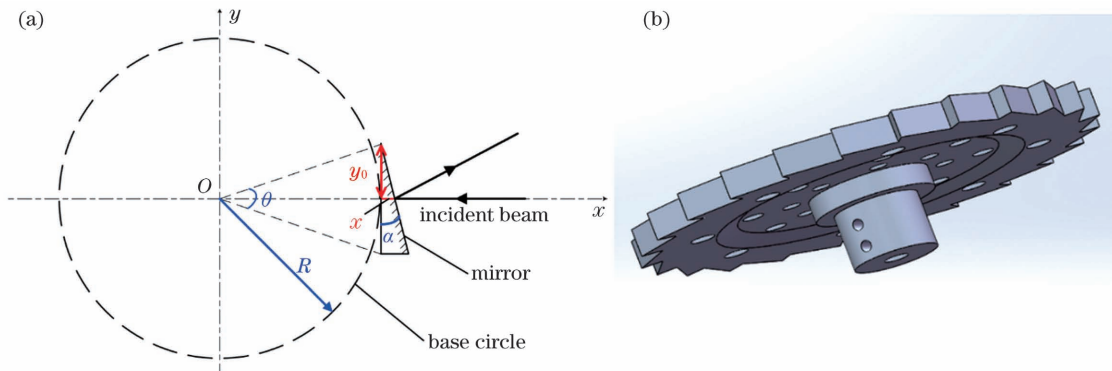 (a)
y
(b)
y₀
O
θ
x
incident beam
x
α
mirror
R
base circle